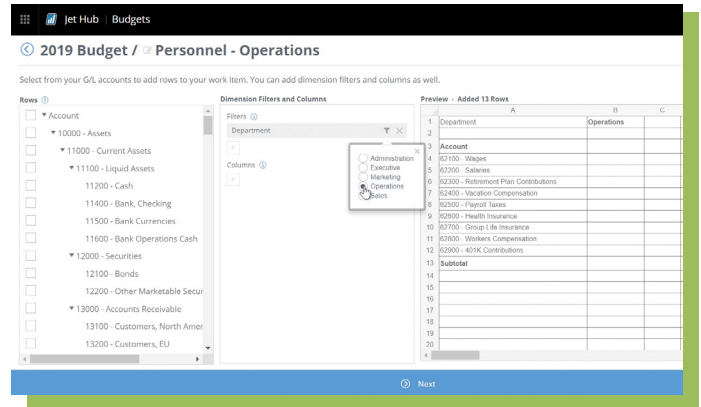 Jet Hub | Budgets
2019 Budget / Personnel - Operations
Select from your G/L accounts to add rows to your work item. You can add dimension filters and columns as well.
Rows
Account
10000 - Assets
11000 - Current Assets
11100 - Liquid Assets
11200 - Cash
11400 - Bank, Checking
11500 - Bank Currencies
11600 - Bank Operations Cash
12000 - Securities
12100 - Bonds
12200 - Other Marketable Secur
13000 - Accounts Receivable
13100 - Customers, North Amer
13200 - Customers, EU
Dimension Filters and Columns
Filters
Department
Columns
Administration
Executive
Marketing
Operations
Sales
Preview - Added 13 Rows
A B C
1 Department Operations
2
3 Account
4 62100 - Wages
5 62200 - Salaries
6 62300 - Retirement Plan Contributions
7 62400 - Vacation Compensation
8 62500 - Payroll Taxes
9 62600 - Health Insurance
10 62700 - Group Life Insurance
11 62800 - Workers Compensation
12 62900 - 401K Contributions
13 Subtotal
14
15
16
17
18
19
20
Next